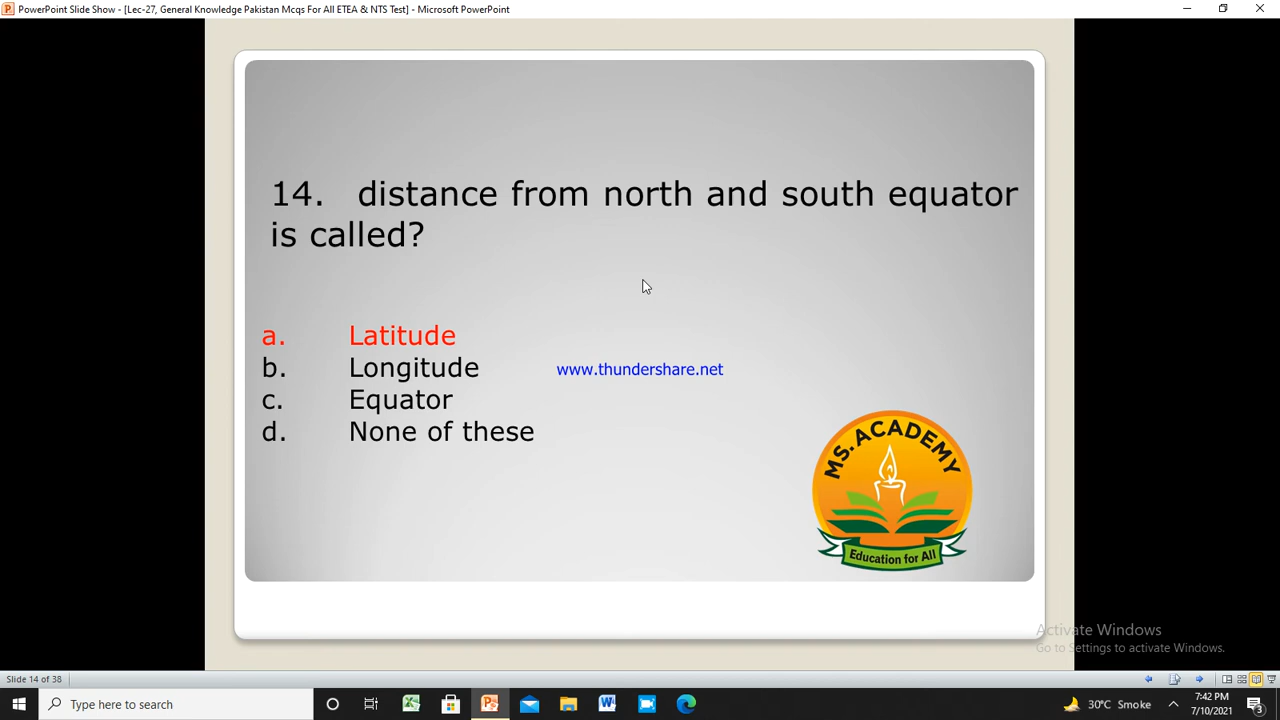 PowerPoint Slide Show - [Lec-27, General Knowledge Pakistan Mcqs For All ETEA & NTS Test] - Microsoft PowerPoint
14. distance from north and south equator
is called?
a. Latitude
b. Longitude
www.thundershare.net
c. Equator
d. None of these
MS.ACADEMY
Education for All
Activate Windows
Go to Settings to activate Windows.
Slide 14 of 38
Type here to search
30°C Smoke
7:42 PM
7/10/2021
3